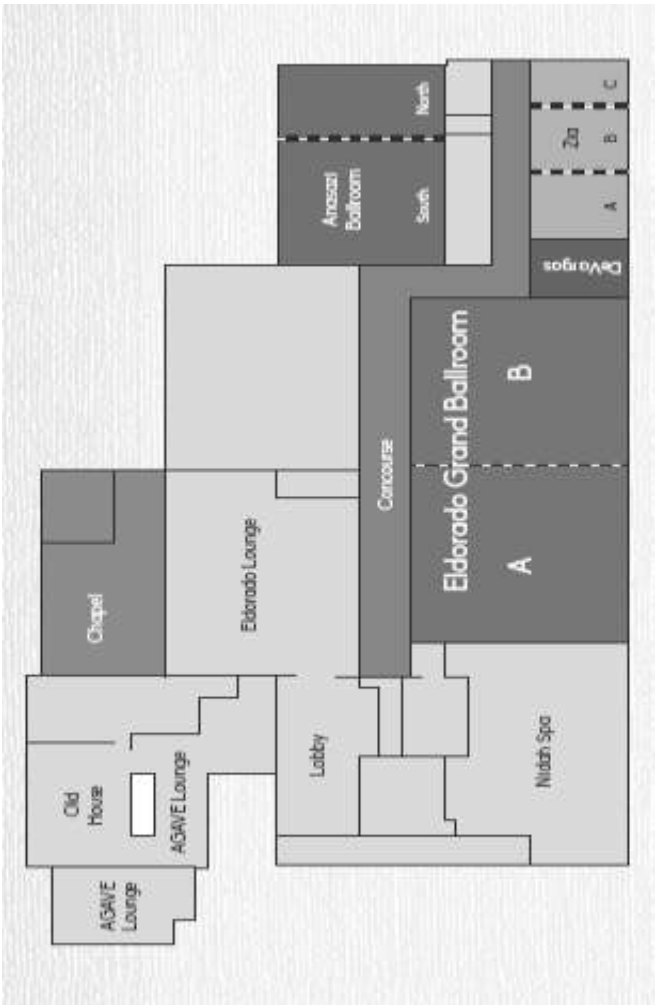 North
South
Anasazi
Ballroom
C
B
A
Zia
DeVargas
Eldorado Grand Ballroom
B
A
Concourse
Eldorado Lounge
Chapel
Lobby
Nidah Spa
Old
House
AGAVE Lounge
AGAVE
Lounge